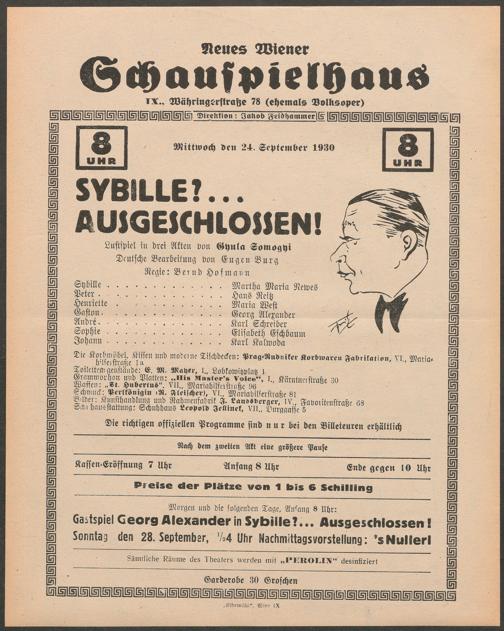 Neues Wiener
Schauspielhaus
IX., Währingerstraße 78 (ehemals Volksoper)
Direktion: Jakob Feldhammer
8 UHR
8 UHR
Mittwoch den 24. September 1930
SYBILLE?...
AUSGESCHLOSSEN!
Lustspiel in drei Akten von Ghula Somogyi
Deutsche Bearbeitung von Eugen Burg
Regie: Bernd Hofmann
Sybille . . . . . . . . . . . . . Martha Maria Newes
Peter . . . . . . . . . . . . . Hans Reitz
Henriette . . . . . . . . . . . . . Maria West
Gaston . . . . . . . . . . . . . Georg Alexander
André . . . . . . . . . . . . . Karl Schreiber
Sophie . . . . . . . . . . . . . Elisabeth Eschbaum
Johann . . . . . . . . . . . . . Karl Kalwoda
Die Korbmöbel, Kissen und moderne Tischdecken: Prag-Rudniker Korbwaren Fabrikation, VI., Maria-
hilferstraße 1a
Toilettegegenstände: E. M. Mayer, I., Lobkowitzplatz 1
Grammophon und Platten: „His Master's Voice", I., Kärntnerstraße 30
Waffen: „St. Hubertus", VII., Mariahilferstraße 96
Schmuck: Perlkönigin (R. Fleischer), VI., Mariahilferstraße 81
Bilder: Kunsthandlung und Rahmenfabrik J. Landsberger, IV., Favoritenstraße 68
Schuhausstattung: Schuhhaus Leopold Jellinek, VII., Burggasse 5
Die richtigen offiziellen Programme sind nur bei den Billeteuren erhältlich
Nach dem zweiten Akt eine größere Pause
Kassen-Eröffnung 7 Uhr Anfang 8 Uhr Ende gegen 10 Uhr
Preise der Plätze von 1 bis 6 Schilling
Morgen und die folgenden Tage, Anfang 8 Uhr:
Gastspiel Georg Alexander in Sybille?... Ausgeschlossen!
Sonntag den 28. September, ¼4 Uhr Nachmittagsvorstellung: 's Nullerl
Sämtliche Räume des Theaters werden mit „PEROLIN" desinfiziert
Garderobe 30 Groschen
Wien IX